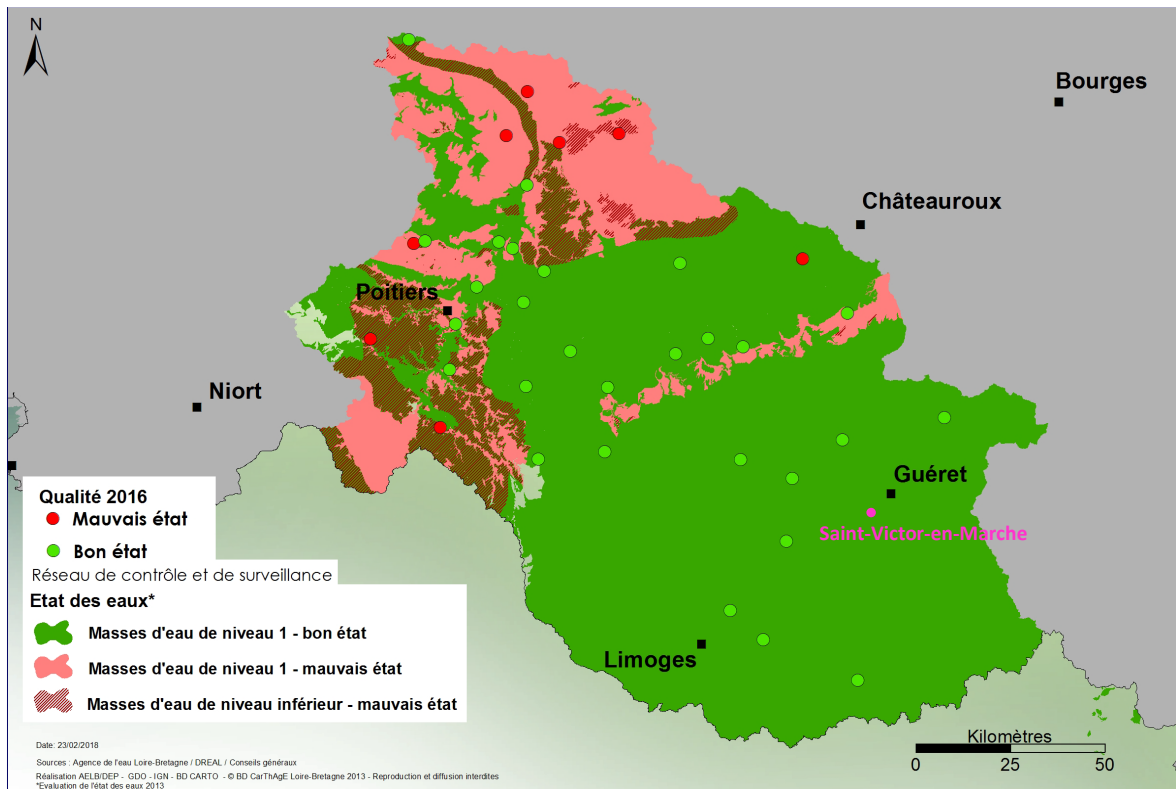 N
Bourges
Châteauroux
Poitiers
Niort
Guéret
Saint-Victor-en-Marche
Limoges
Qualité 2016
Mauvais état
Bon état
Réseau de contrôle et de surveillance
Etat des eaux*
Masses d'eau de niveau 1 - bon état
Masses d'eau de niveau 1 - mauvais état
Masses d'eau de niveau inférieur - mauvais état
Kilomètres
0 25 50
Date: 23/02/2018
Sources : Agence de l'eau Loire-Bretagne / DREAL / Conseils généraux
Réalisation AELB/DEP - GDO - IGN - BD CARTO - © BD CarThAgE Loire-Bretagne 2013 - Reproduction et diffusion interdites
*Evaluation de l'état des eaux 2013